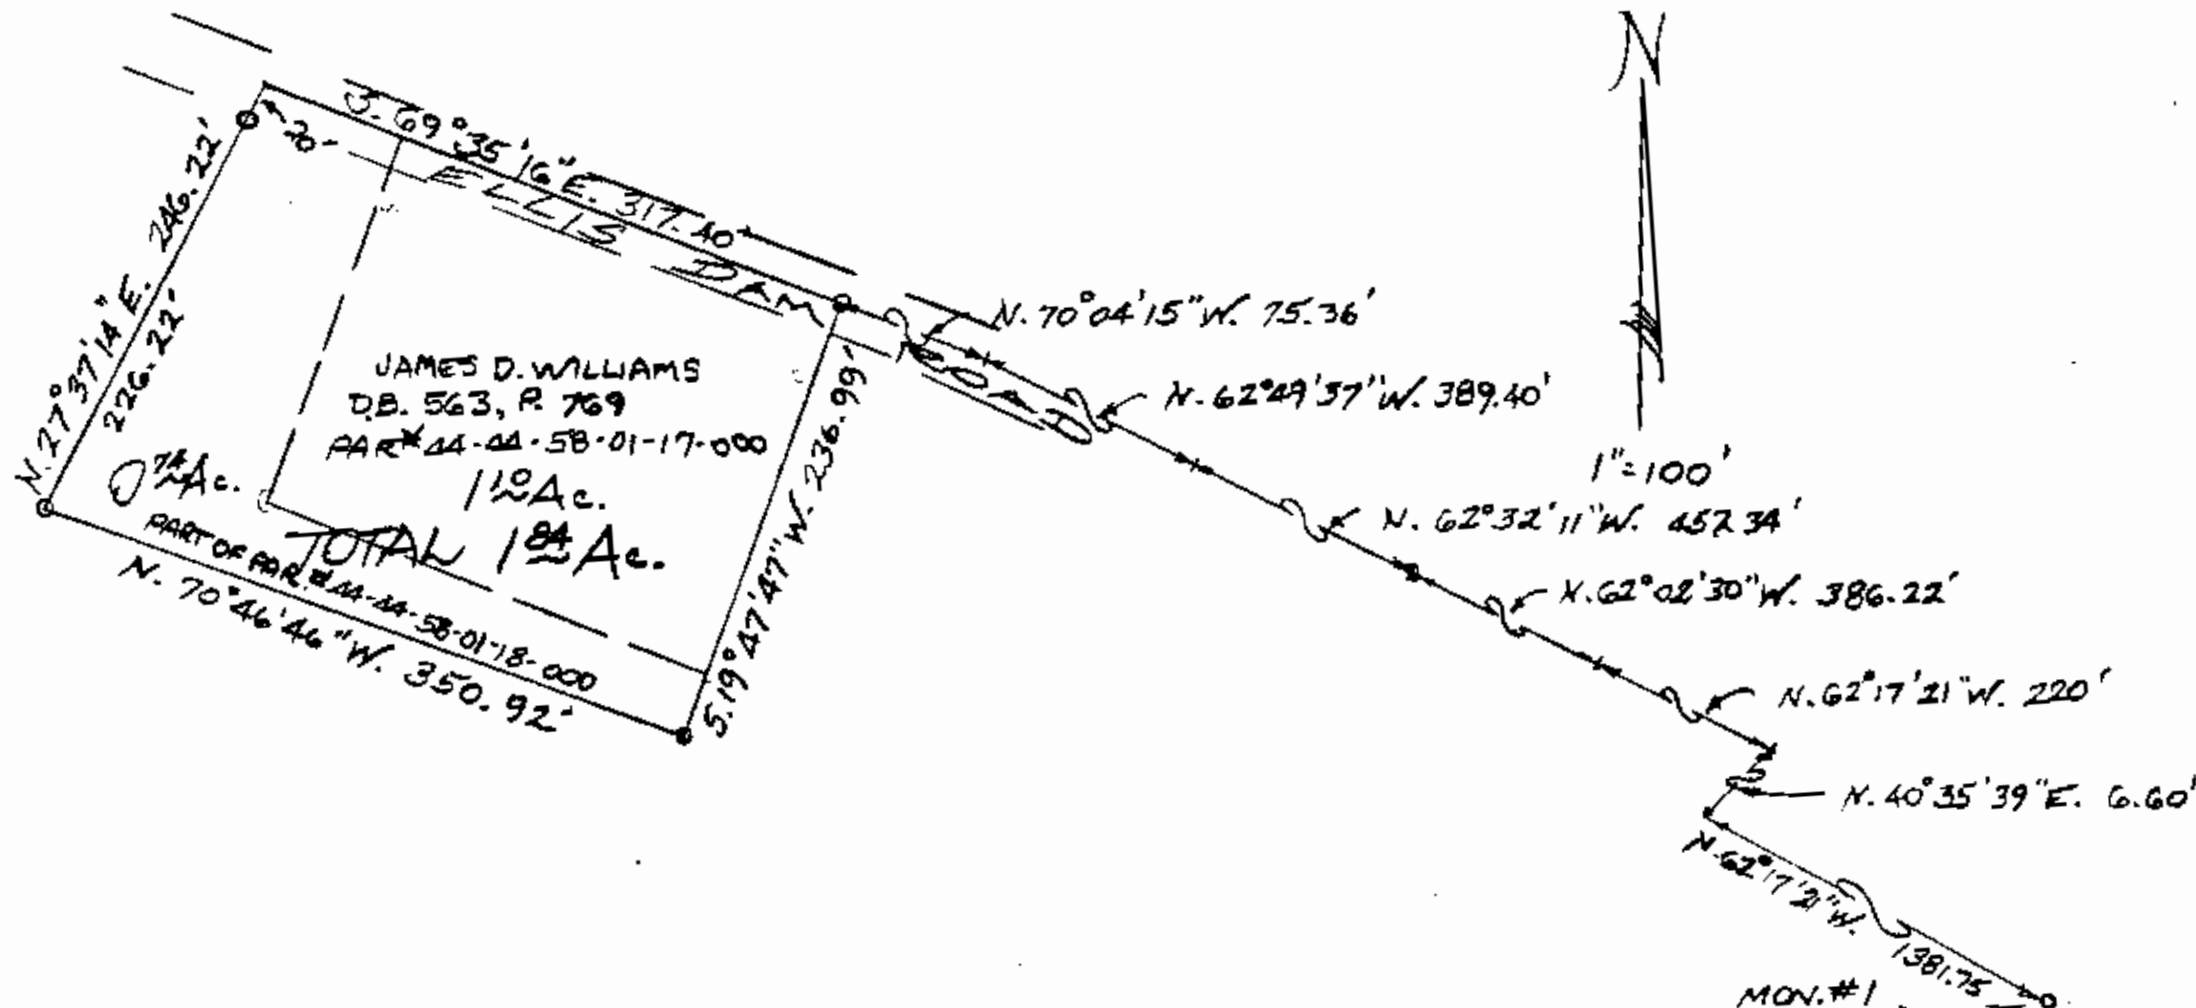 N
1"=100'
S. 69°35'16" E. 317.40'
20'
ELLIS DAM ROAD
N. 27°37'14" E. 246.22'
226.22'
JAMES D. WILLIAMS
D.B. 563, P. 769
PAR# 44-44-58-01-17-000
1.10 Ac.
0.74 Ac.
TOTAL 1.84 Ac.
PART OF PAR.# 44-44-58-01-18-000
N. 70°46'46" W. 350.92'
S. 19°47'47" W. 236.99'
N. 70°04'15" W. 75.36'
N. 62°49'37" W. 389.40'
N. 62°32'11" W. 457.34'
N. 62°02'30" W. 386.22'
N. 62°17'21" W. 220'
N. 40°35'39" E. 6.60'
N. 62°17'21" W. 1381.75
MON. #1